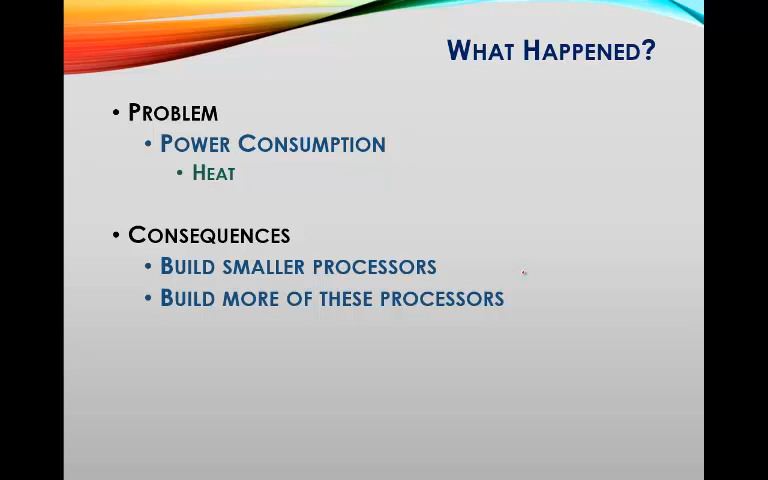 What Happened?
• Problem
• Power Consumption
• Heat
• Consequences
• Build smaller processors
• Build more of these processors